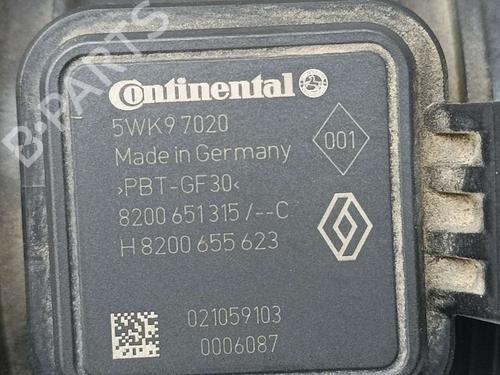 B-PARTS
Continental
5WK9 7020
001
Made in Germany
>PBT-GF30<
8200 651 315 /--C
H 8200 655 623
021059103
0006087